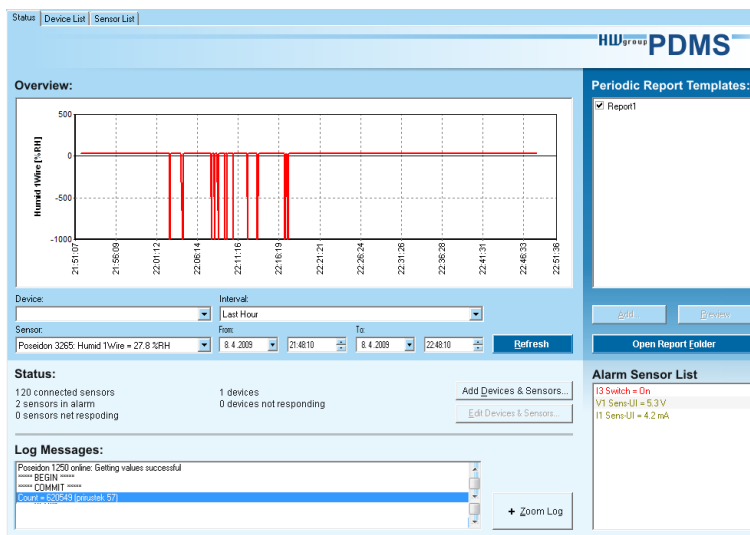 Status Device List Sensor List
HWgroup PDMS
Overview:
500
0
-500
-1000
Humid 1Wire [%RH]
21:51:07
21:56:09
22:01:12
22:06:14
22:11:16
22:16:19
22:21:21
22:26:24
22:31:26
22:36:28
22:41:31
22:46:33
22:51:36
Device:
Interval:
Last Hour
Sensor:
From:
To:
Poseidon 3265: Humid 1Wire = 27.8 %RH
8. 4.2009
21:48:10
8. 4.2009
22:48:10
Refresh
Periodic Report Templates:
Report1
Add..
Preview
Open Report Folder
Status:
120 connected sensors
2 sensors in alarm
0 sensors net respoding
1 devices
0 devices not responding
Add Devices & Sensors...
Edit Devices & Sensors...
Log Messages:
Poseidon 1250 online: Getting values successful
***** BEGIN *****
***** COMMIT *****
Count = 620549 (prirustek 57)
+ Zoom Log
Alarm Sensor List
I3 Switch = On
V1 Sens-UI = 5.3 V
I1 Sens-UI = 4.2 mA